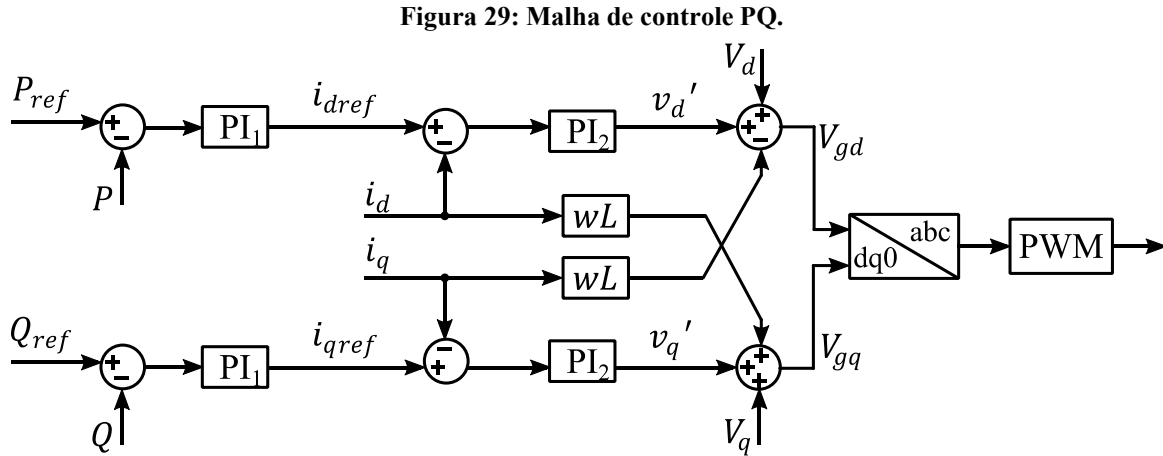 Figura 29: Malha de controle PQ.
V_d
P_ref
+
−
PI_1
i_dref
+
−
PI_2
v_d'
+
+
−
V_gd
P
i_d
wL
i_q
wL
abc
dq0
PWM
Q_ref
+
−
PI_1
i_qref
−
+
PI_2
v_q'
+
+
+
V_gq
Q
V_q